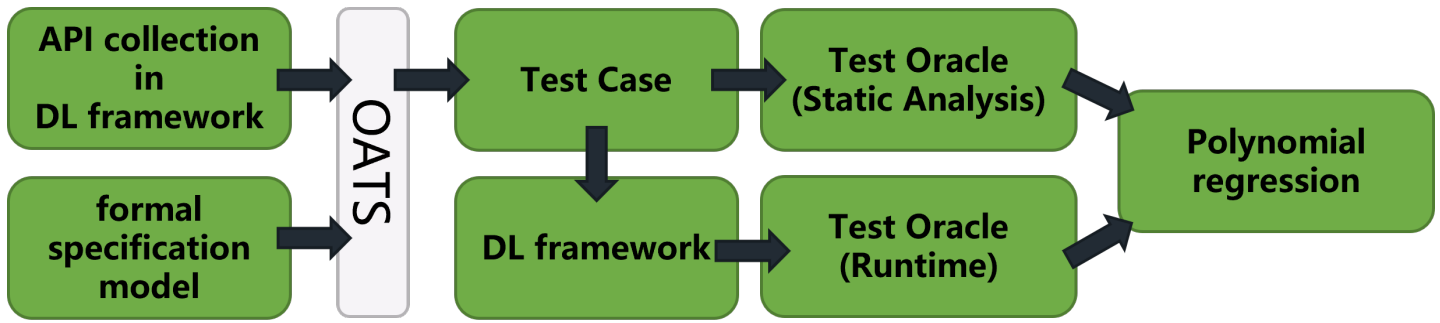 API collection
in
DL framework
formal
specification
model
OATS
Test Case
DL framework
Test Oracle
(Static Analysis)
Test Oracle
(Runtime)
Polynomial
regression